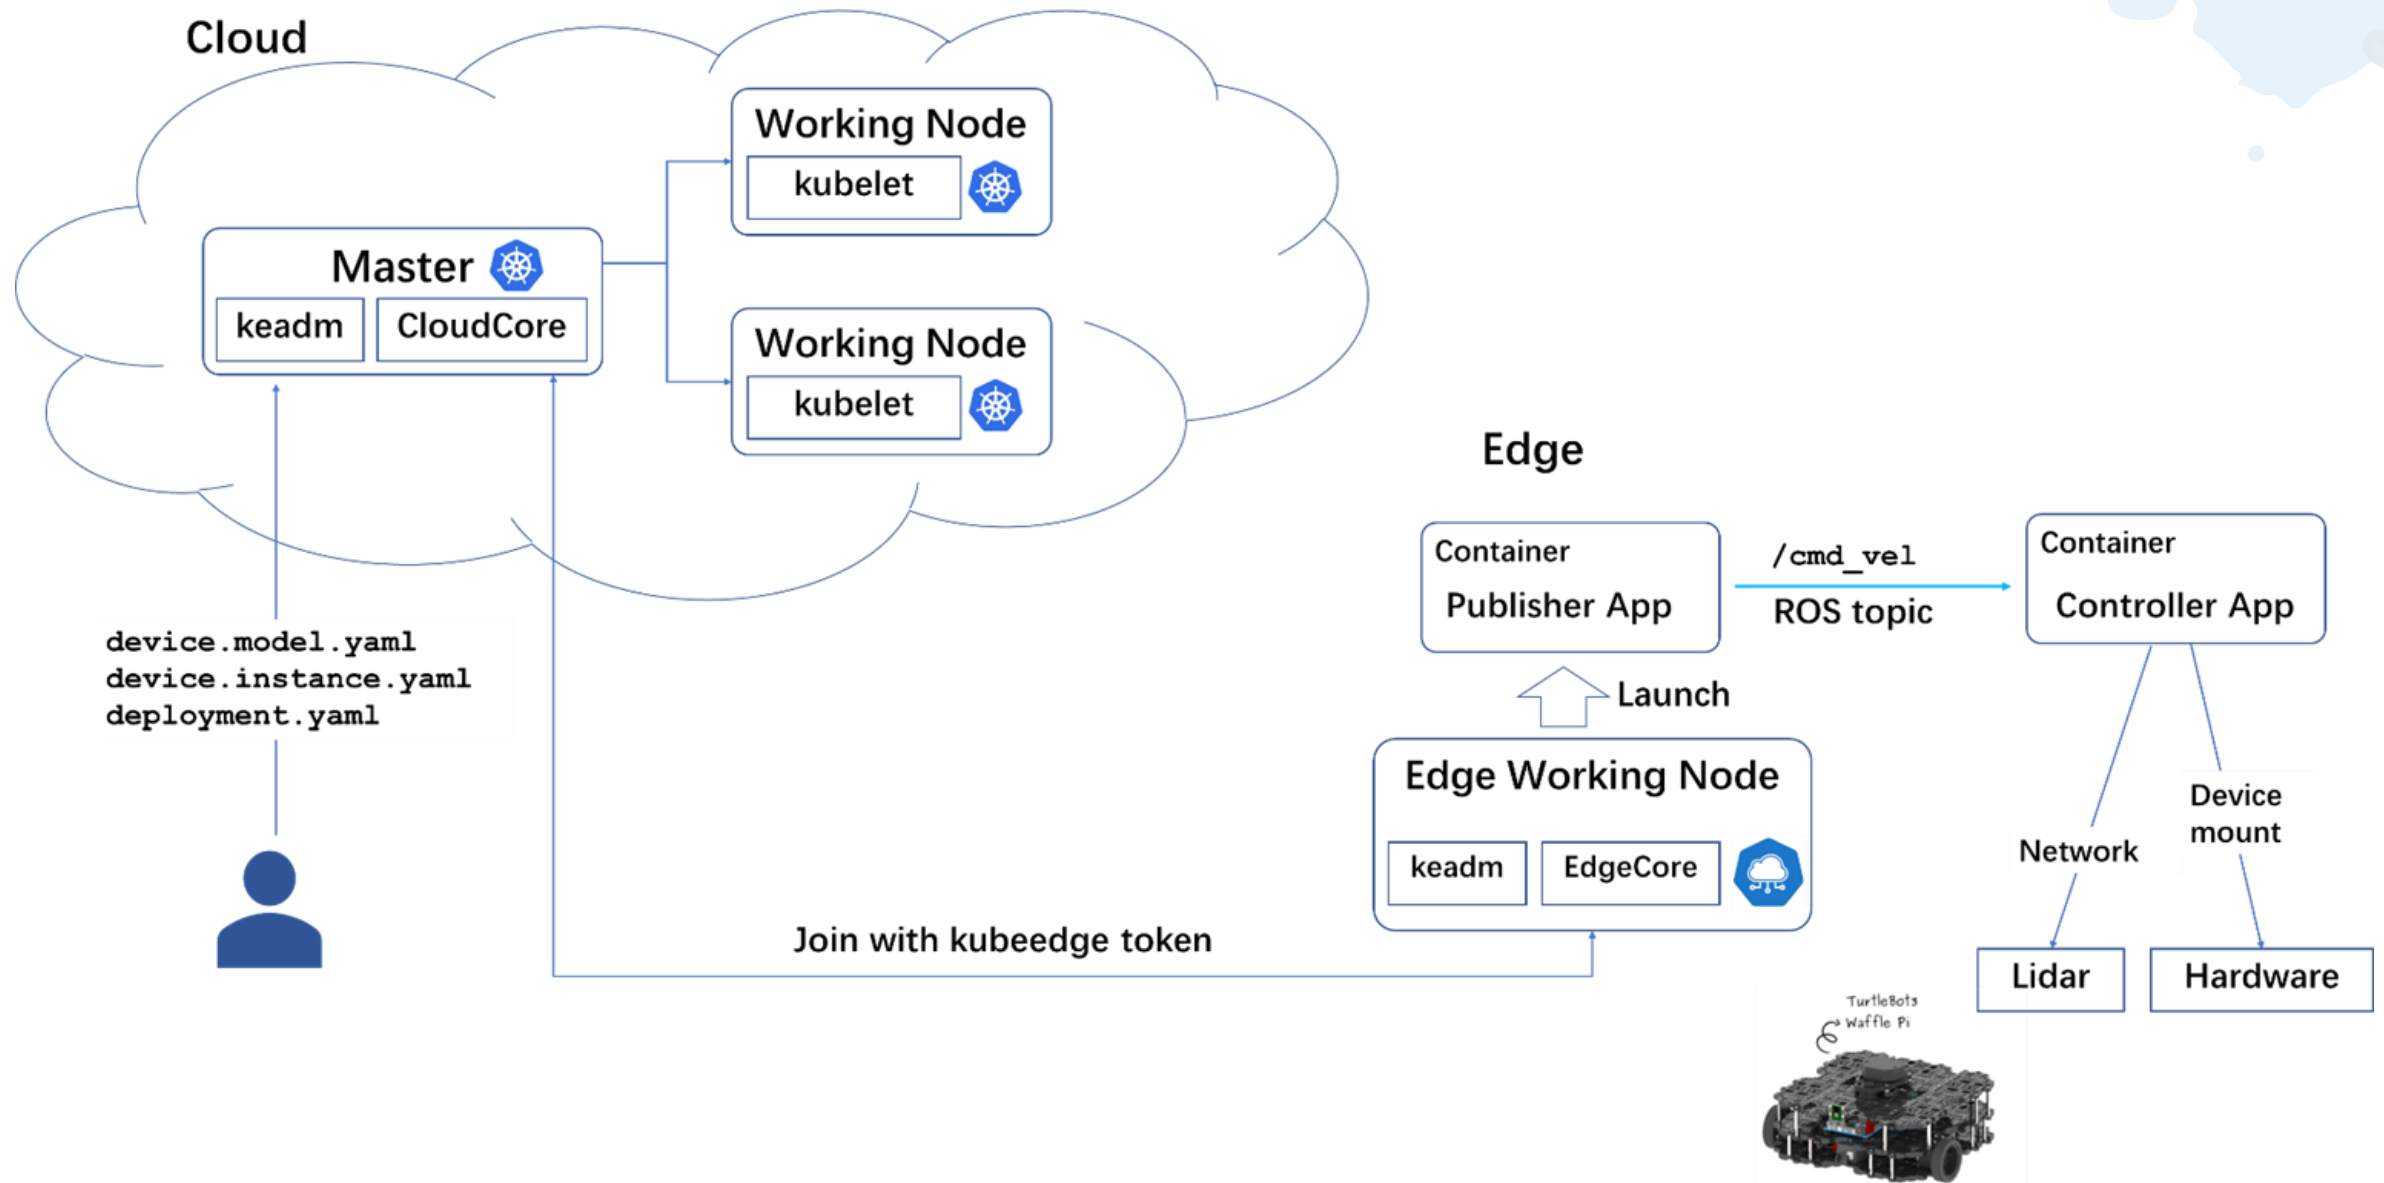 Cloud
Working Node
kubelet
Master
keadm
CloudCore
Working Node
kubelet
device.model.yaml
device.instance.yaml
deployment.yaml
Join with kubeedge token
Edge
Container
Publisher App
/cmd_vel
ROS topic
Container
Controller App
Launch
Edge Working Node
keadm
EdgeCore
Network
Device
mount
Lidar
Hardware
TurtleBot3
Waffle Pi